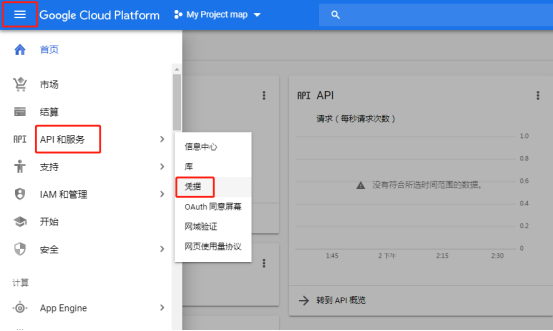 Google Cloud Platform
My Project map
首页
市场
结算
API
API 和服务
支持
IAM 和管理
开始
安全
计算
App Engine
信息中心
库
凭据
OAuth 同意屏幕
网域验证
网页使用量协议
API API
请求（每秒请求次数）
1.0
0.8
0.6
0.4
0.2
0
没有符合所选时间范围的数据。
1:45
2 下午
2:15
2:30
转到 API 概览